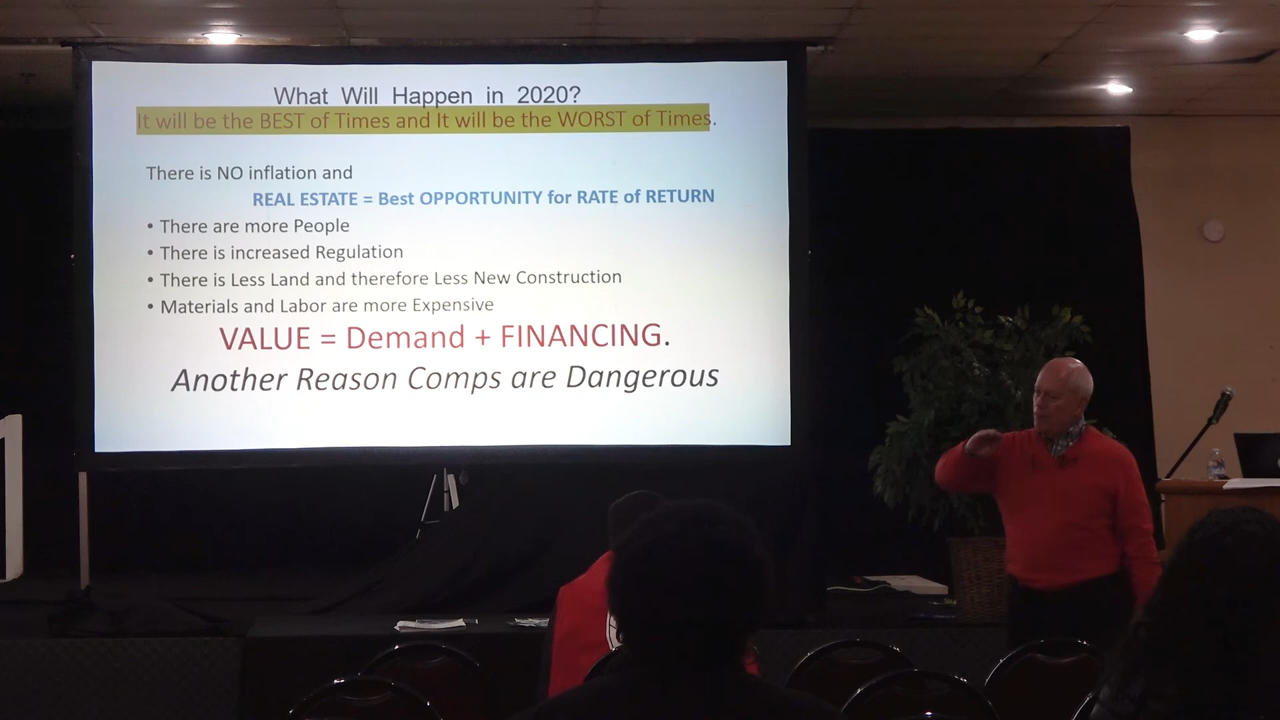 What Will Happen in 2020?
It will be the BEST of Times and It will be the WORST of Times.
There is NO inflation and
REAL ESTATE = Best OPPORTUNITY for RATE of RETURN
• There are more People
• There is increased Regulation
• There is Less Land and therefore Less New Construction
• Materials and Labor are more Expensive
VALUE = Demand + FINANCING.
Another Reason Comps are Dangerous